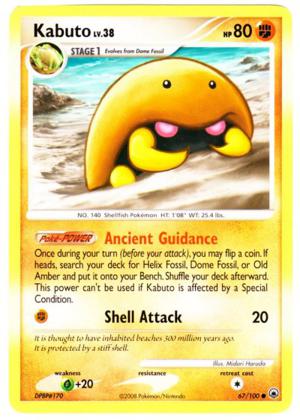 Kabuto LV.38
HP 80
STAGE 1 Evolves from Dome Fossil
NO. 140 Shellfish Pokémon HT: 1'08" WT: 25.4 lbs.
Poké-POWER Ancient Guidance
Once during your turn (before your attack), you may flip a coin. If
heads, search your deck for Helix Fossil, Dome Fossil, or Old
Amber and put it onto your Bench. Shuffle your deck afterward.
This power can't be used if Kabuto is affected by a Special
Condition.
Shell Attack 20
It is thought to have inhabited beaches 300 million years ago.
It is protected by a stiff shell.
Illus. Midori Harada
weakness resistance retreat cost
+20
DPBP#170 ©2008 Pokémon/Nintendo 67/100